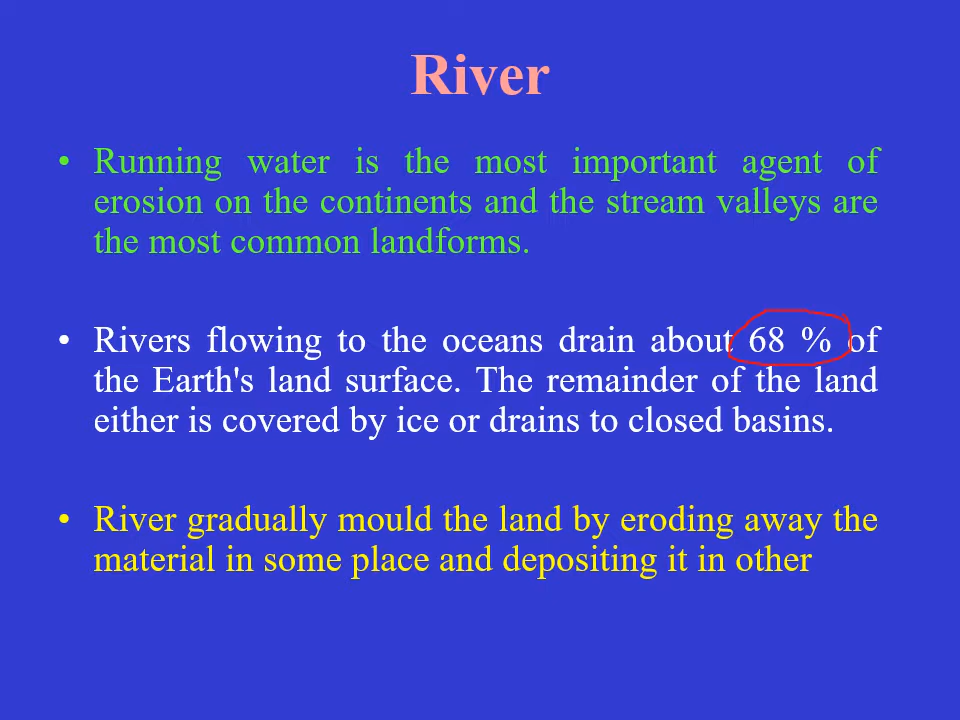 River
• Running water is the most important agent of
erosion on the continents and the stream valleys are
the most common landforms.
• Rivers flowing to the oceans drain about 68 % of
the Earth's land surface. The remainder of the land
either is covered by ice or drains to closed basins.
• River gradually mould the land by eroding away the
material in some place and depositing it in other